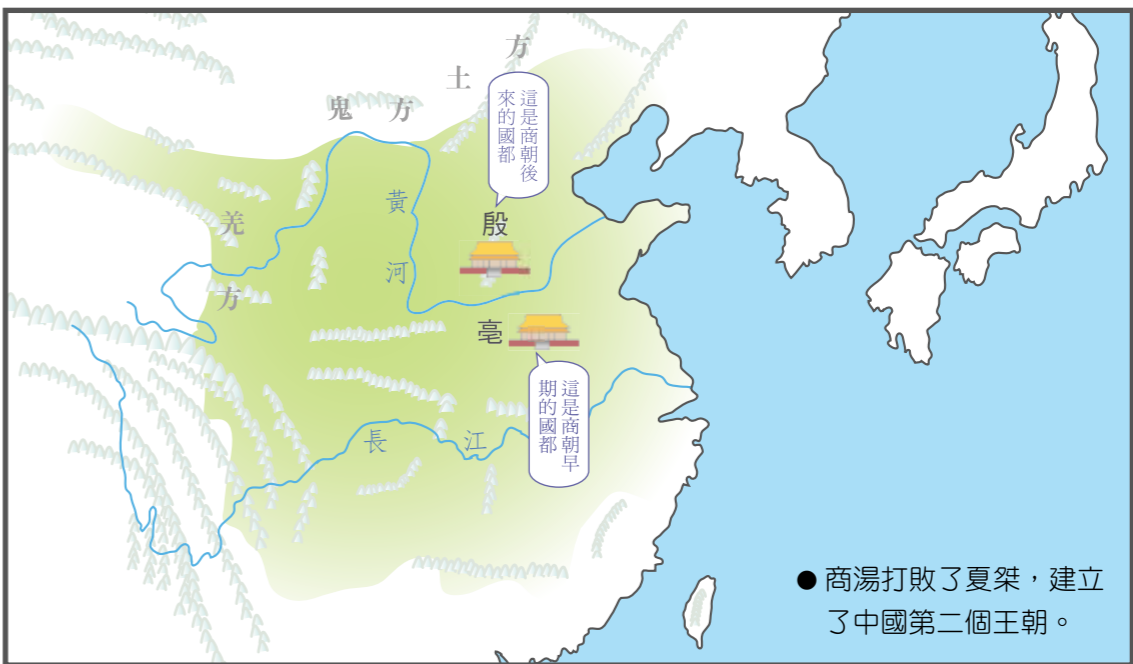 土方
鬼方
這是商朝後
來的國都
羌方
黃河
殷
亳
這是商朝早
期的國都
長江
● 商湯打敗了夏桀，建立
了中國第二個王朝。